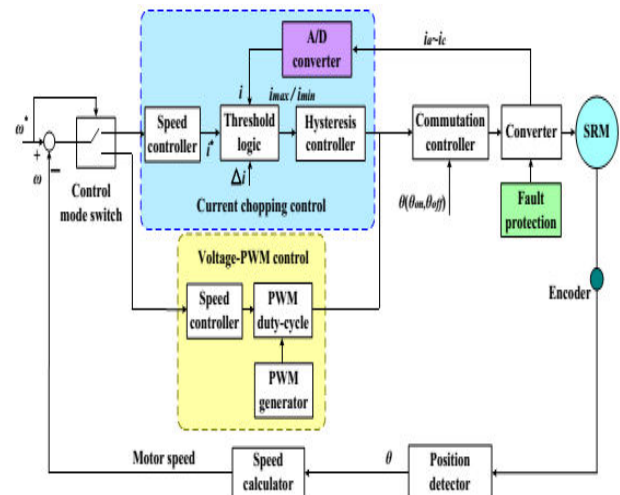 A/D
converter
iₐ~i꜀
i
iₘₐₓ/iₘᵢₙ
ω*
+
ω
−
Control
mode switch
Speed
controller
i*
Threshold
logic
Δi
Hysteresis
controller
Current chopping control
Commutation
controller
θ(θₒₙ,θₒff)
Converter
SRM
Fault
protection
Voltage-PWM control
Speed
controller
PWM
duty-cycle
PWM
generator
Encoder
Motor speed
Speed
calculator
θ
Position
detector